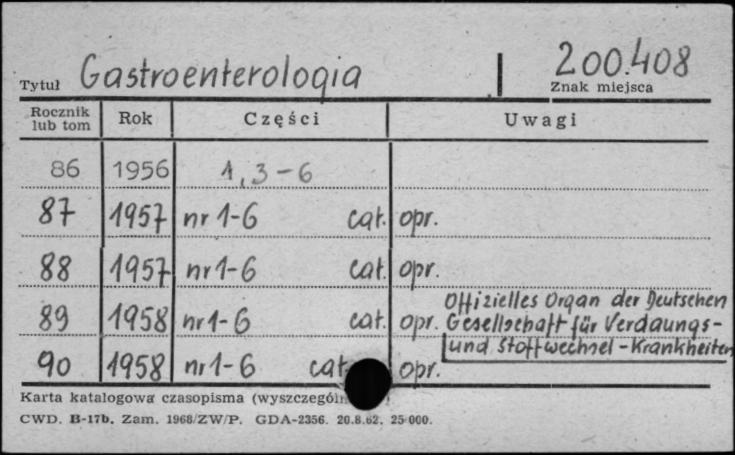 Tytuł Gastroenterologia
200.408
Znak miejsca
Rocznik lub tom Rok Części Uwagi
86 1956 1, 3-6
87 1957 nr 1-6 cat. opr.
88 1957 nr 1-6 cat. opr.
89 1958 nr 1-6 cat. opr.
Offizielles Organ der Deutschen
Gesellschaft für Verdaungs-
und Stoffwechsel-Krankheiten
90 1958 nr 1-6 cat. opr.
Karta katalogowa czasopisma
CWD. B-17b. Zam. 1968/ZW/P. GDA-2356. 20.8.62. 25 000.